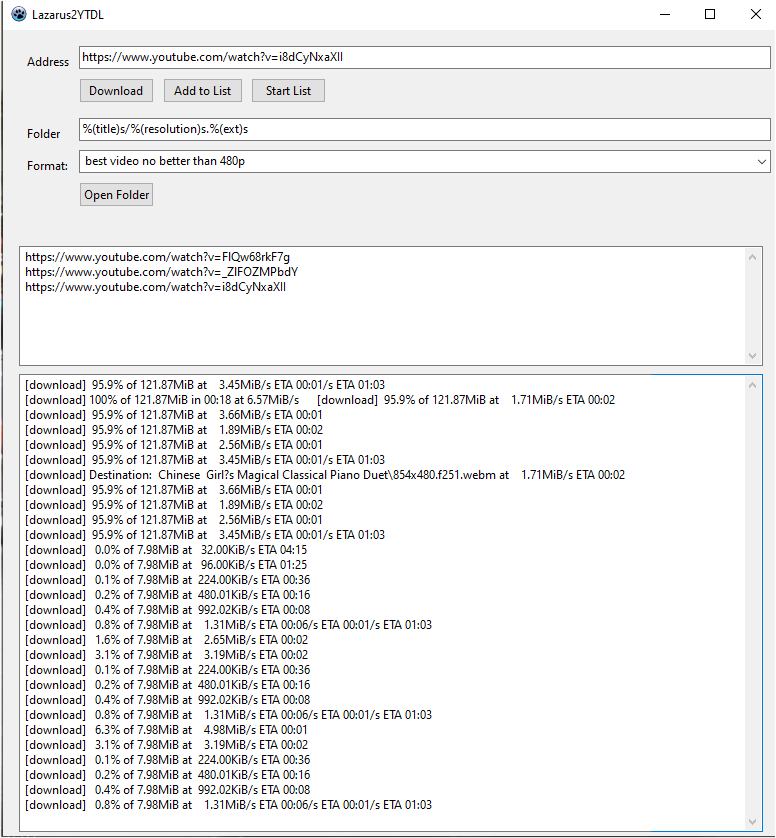 Lazarus2YTDL
Address https://www.youtube.com/watch?v=i8dCyNxaXlI
Download Add to List Start List
Folder %(title)s/%(resolution)s.%(ext)s
Format: best video no better than 480p
Open Folder
https://www.youtube.com/watch?v=FIQw68rkF7g
https://www.youtube.com/watch?v=_ZIFOZMPbdY
https://www.youtube.com/watch?v=i8dCyNxaXlI
[download] 95.9% of 121.87MiB at 3.45MiB/s ETA 00:01/s ETA 01:03
[download] 100% of 121.87MiB in 00:18 at 6.57MiB/s [download] 95.9% of 121.87MiB at 1.71MiB/s ETA 00:02
[download] 95.9% of 121.87MiB at 3.66MiB/s ETA 00:01
[download] 95.9% of 121.87MiB at 1.89MiB/s ETA 00:02
[download] 95.9% of 121.87MiB at 2.56MiB/s ETA 00:01
[download] 95.9% of 121.87MiB at 3.45MiB/s ETA 00:01/s ETA 01:03
[download] Destination: Chinese Girl?s Magical Classical Piano Duet\854x480.f251.webm at 1.71MiB/s ETA 00:02
[download] 95.9% of 121.87MiB at 3.66MiB/s ETA 00:01
[download] 95.9% of 121.87MiB at 1.89MiB/s ETA 00:02
[download] 95.9% of 121.87MiB at 2.56MiB/s ETA 00:01
[download] 95.9% of 121.87MiB at 3.45MiB/s ETA 00:01/s ETA 01:03
[download] 0.0% of 7.98MiB at 32.00KiB/s ETA 04:15
[download] 0.0% of 7.98MiB at 96.00KiB/s ETA 01:25
[download] 0.1% of 7.98MiB at 224.00KiB/s ETA 00:36
[download] 0.2% of 7.98MiB at 480.01KiB/s ETA 00:16
[download] 0.4% of 7.98MiB at 992.02KiB/s ETA 00:08
[download] 0.8% of 7.98MiB at 1.31MiB/s ETA 00:06/s ETA 00:01/s ETA 01:03
[download] 1.6% of 7.98MiB at 2.65MiB/s ETA 00:02
[download] 3.1% of 7.98MiB at 3.19MiB/s ETA 00:02
[download] 0.1% of 7.98MiB at 224.00KiB/s ETA 00:36
[download] 0.2% of 7.98MiB at 480.01KiB/s ETA 00:16
[download] 0.4% of 7.98MiB at 992.02KiB/s ETA 00:08
[download] 0.8% of 7.98MiB at 1.31MiB/s ETA 00:06/s ETA 00:01/s ETA 01:03
[download] 6.3% of 7.98MiB at 4.98MiB/s ETA 00:01
[download] 3.1% of 7.98MiB at 3.19MiB/s ETA 00:02
[download] 0.1% of 7.98MiB at 224.00KiB/s ETA 00:36
[download] 0.2% of 7.98MiB at 480.01KiB/s ETA 00:16
[download] 0.4% of 7.98MiB at 992.02KiB/s ETA 00:08
[download] 0.8% of 7.98MiB at 1.31MiB/s ETA 00:06/s ETA 00:01/s ETA 01:03